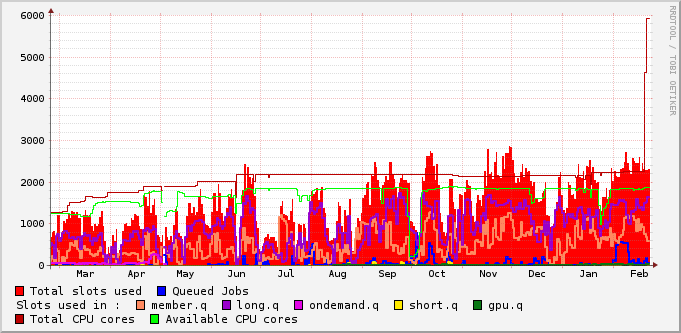 6000
5000
4000
3000
2000
1000
0
Mar Apr May Jun Jul Aug Sep Oct Nov Dec Jan Feb
RRDTOOL / TOBI OETIKER
Total slots used Queued Jobs
Slots used in : member.q long.q ondemand.q short.q gpu.q
Total CPU cores Available CPU cores